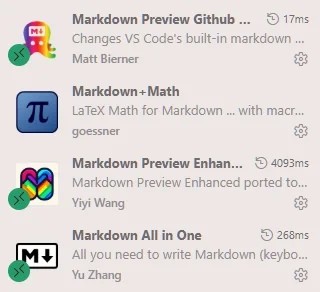 Markdown Preview Github ... 17ms
Changes VS Code's built-in markdown ...
Matt Bierner
Markdown+Math
LaTeX Math for Markdown ... with macr...
goessner
Markdown Preview Enhan... 4093ms
Markdown Preview Enhanced ported to...
Yiyi Wang
Markdown All in One 268ms
All you need to write Markdown (keybo...
Yu Zhang